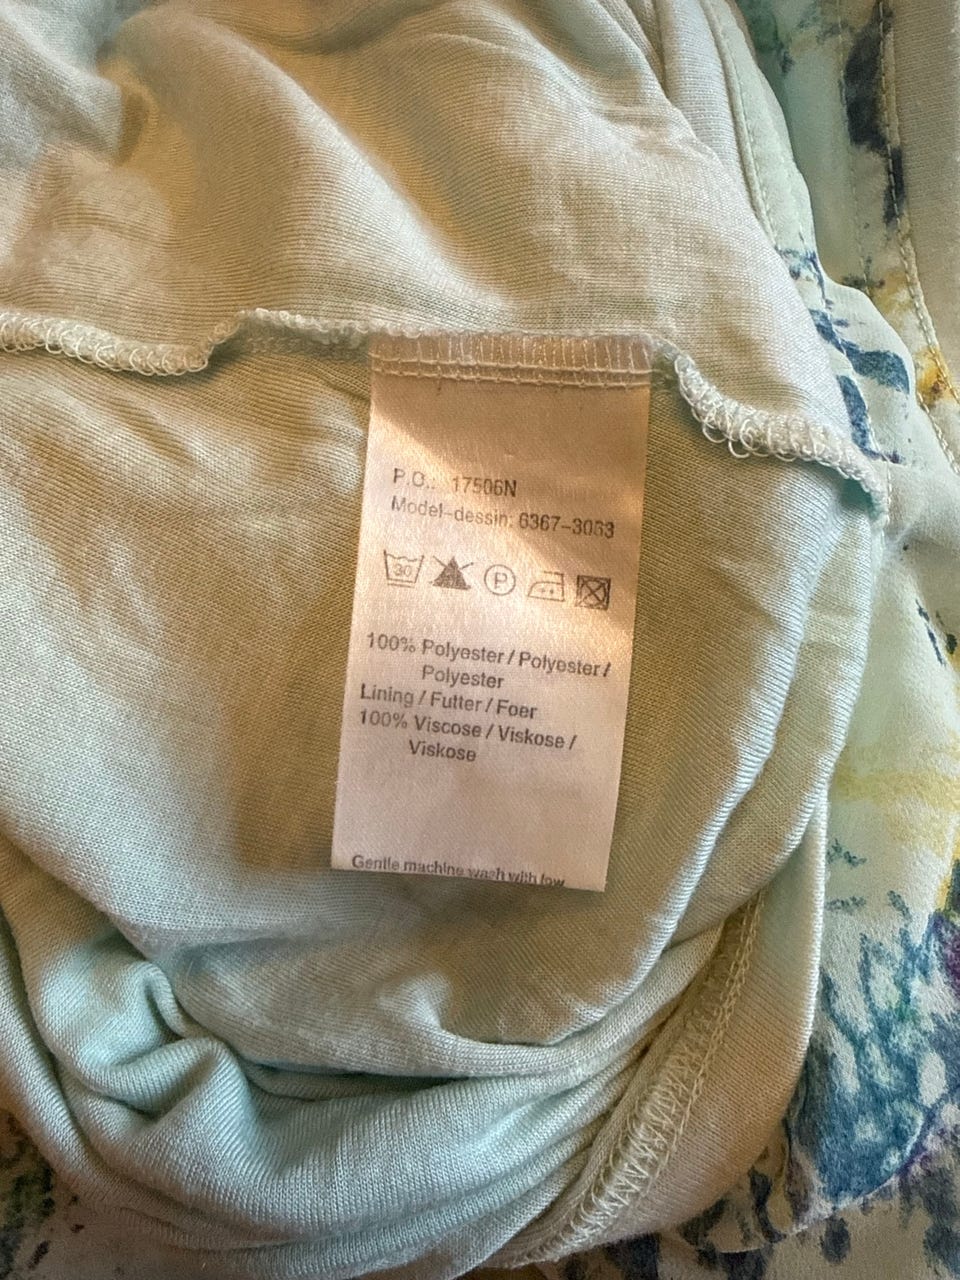 P.O.: 17506N
Model-dessin: 6367-3063
30
P
100% Polyester / Polyester /
Polyester
Lining / Futter / Foer
100% Viscose / Viskose /
Viskose
Gentle machine wash with low